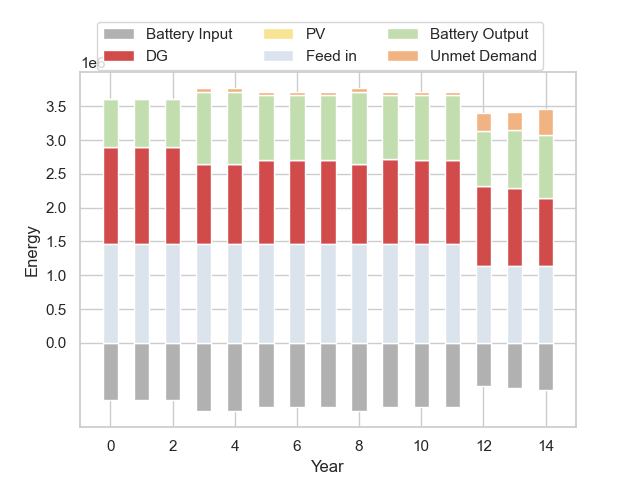 Battery Input PV Battery Output
DG Feed in Unmet Demand
1e6
3.5
3.0
2.5
2.0
1.5
1.0
0.5
0.0
Energy
0 2 4 6 8 10 12 14
Year